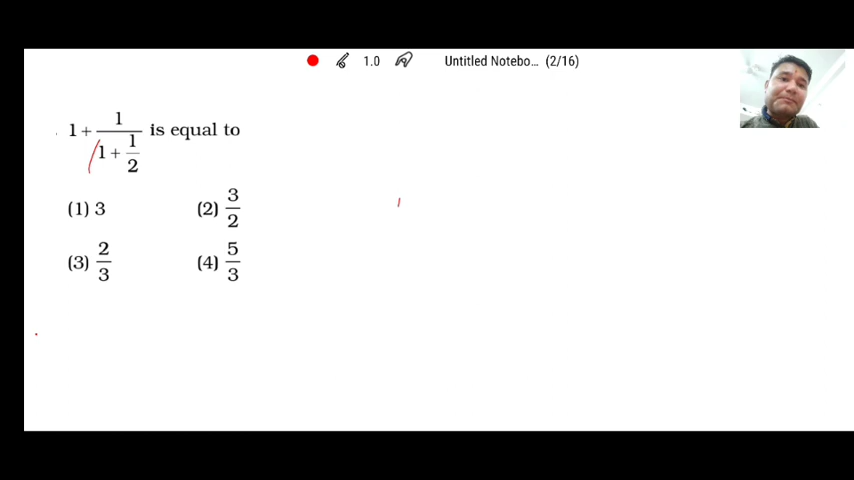 1.0 Untitled Notebo... (2/16)
1 + 1/(1 + 1/2) is equal to
(1) 3 (2) 3/2
(3) 2/3 (4) 5/3